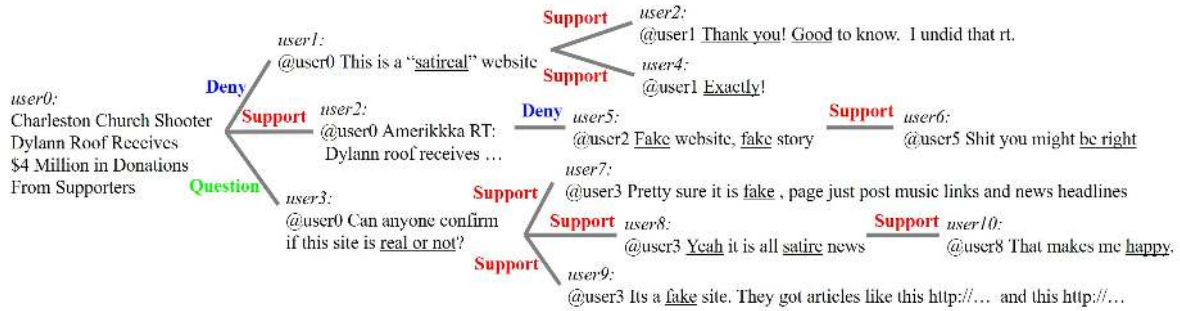 user0:
Charleston Church Shooter
Dylann Roof Receives
$4 Million in Donations
From Supporters
Deny
Support
Question
user1:
@user0 This is a “satireal” website
Support
user2:
@user1 Thank you! Good to know. I undid that rt.
Support
user4:
@user1 Exactly!
user2:
@user0 Amerikkka RT:
Dylann roof receives …
Deny
user5:
@user2 Fake website, fake story
Support
user6:
@user5 Shit you might be right
user3:
@user0 Can anyone confirm
if this site is real or not?
Support
user7:
@user3 Pretty sure it is fake , page just post music links and news headlines
Support
user8:
@user3 Yeah it is all satire news
Support
user10:
@user8 That makes me happy.
Support
user9:
@user3 Its a fake site. They got articles like this http://… and this http://…